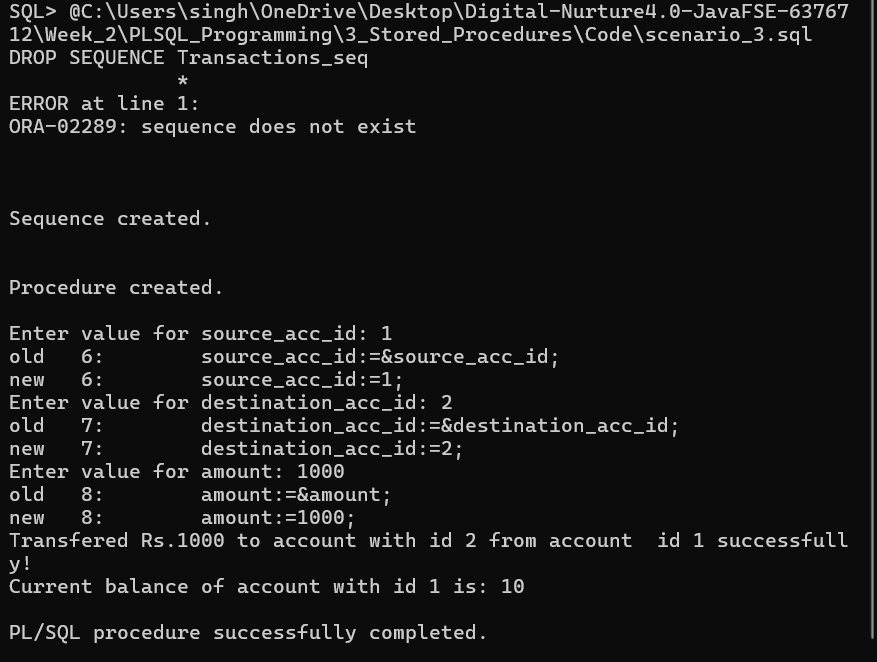 SQL> @C:\Users\singh\OneDrive\Desktop\Digital-Nurture4.0-JavaFSE-63767
12\Week_2\PLSQL_Programming\3_Stored_Procedures\Code\scenario_3.sql
DROP SEQUENCE Transactions_seq
              *
ERROR at line 1:
ORA-02289: sequence does not exist
Sequence created.
Procedure created.
Enter value for source_acc_id: 1
old   6:        source_acc_id:=&source_acc_id;
new   6:        source_acc_id:=1;
Enter value for destination_acc_id: 2
old   7:        destination_acc_id:=&destination_acc_id;
new   7:        destination_acc_id:=2;
Enter value for amount: 1000
old   8:        amount:=&amount;
new   8:        amount:=1000;
Transfered Rs.1000 to account with id 2 from account  id 1 successfull
y!
Current balance of account with id 1 is: 10
PL/SQL procedure successfully completed.